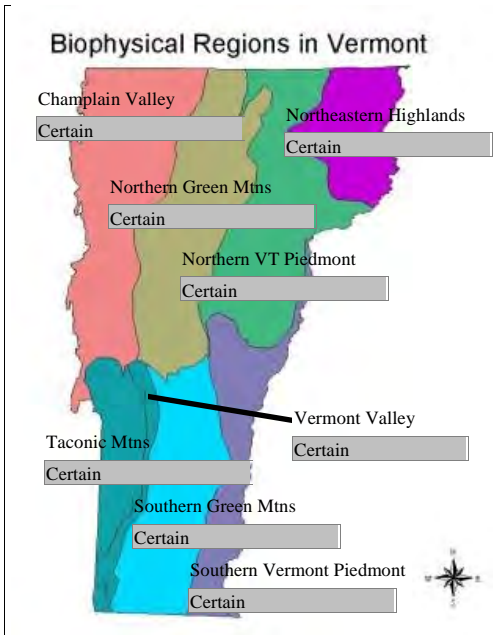 Biophysical Regions in Vermont
Champlain Valley
Certain
Northeastern Highlands
Certain
Northern Green Mtns
Certain
Northern VT Piedmont
Certain
Vermont Valley
Certain
Taconic Mtns
Certain
Southern Green Mtns
Certain
Southern Vermont Piedmont
Certain